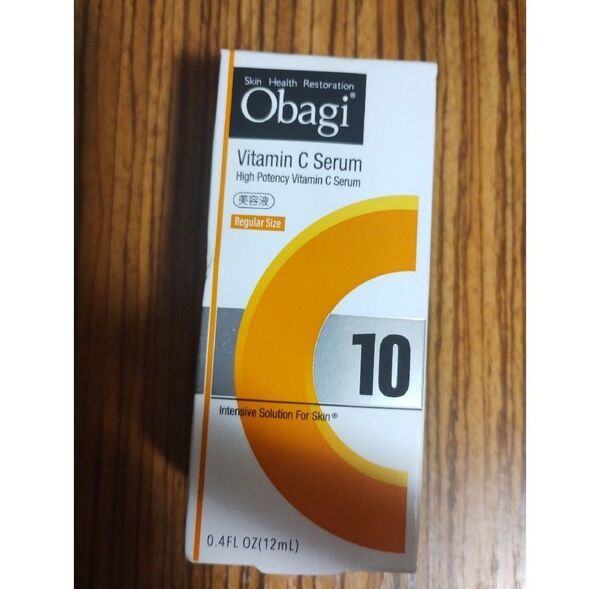 Skin Health Restoration
Obagi®
Vitamin C Serum
High Potency Vitamin C Serum
美容液
Regular Size
10
Intensive Solution For Skin®
0.4FL OZ(12mL)